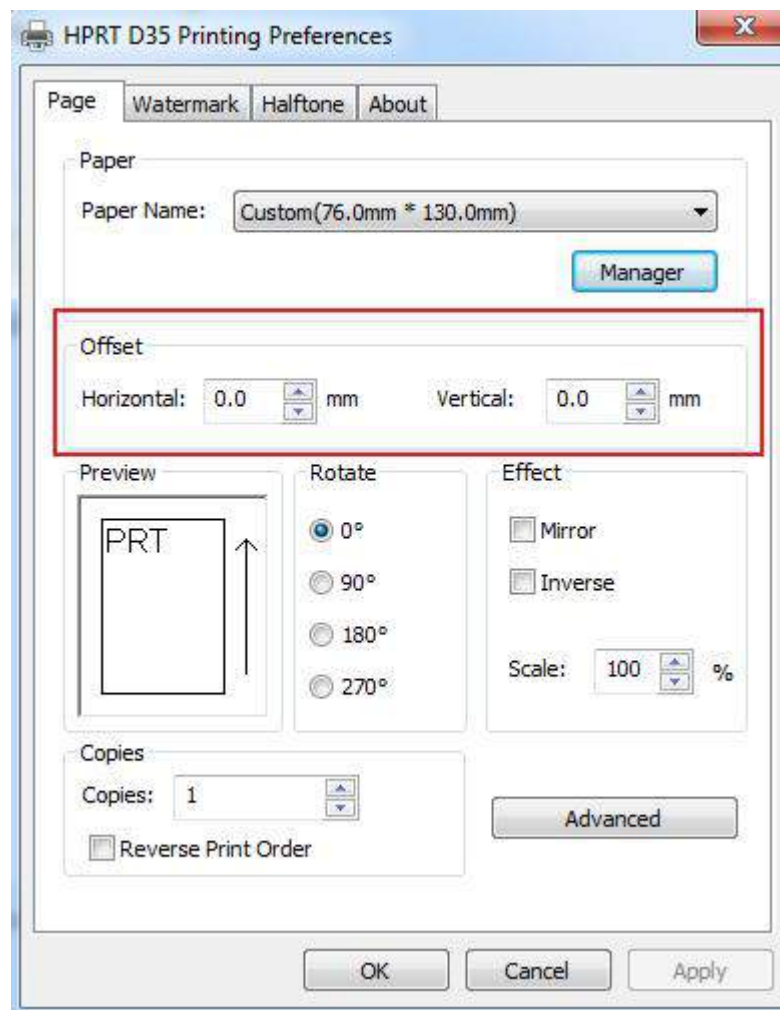 HPRT D35 Printing Preferences
Page Watermark Halftone About
Paper
Paper Name: Custom(76.0mm * 130.0mm)
Manager
Offset
Horizontal: 0.0 mm Vertical: 0.0 mm
Preview
PRT
Rotate
0°
90°
180°
270°
Effect
Mirror
Inverse
Scale: 100 %
Copies
Copies: 1
Reverse Print Order
Advanced
OK Cancel Apply